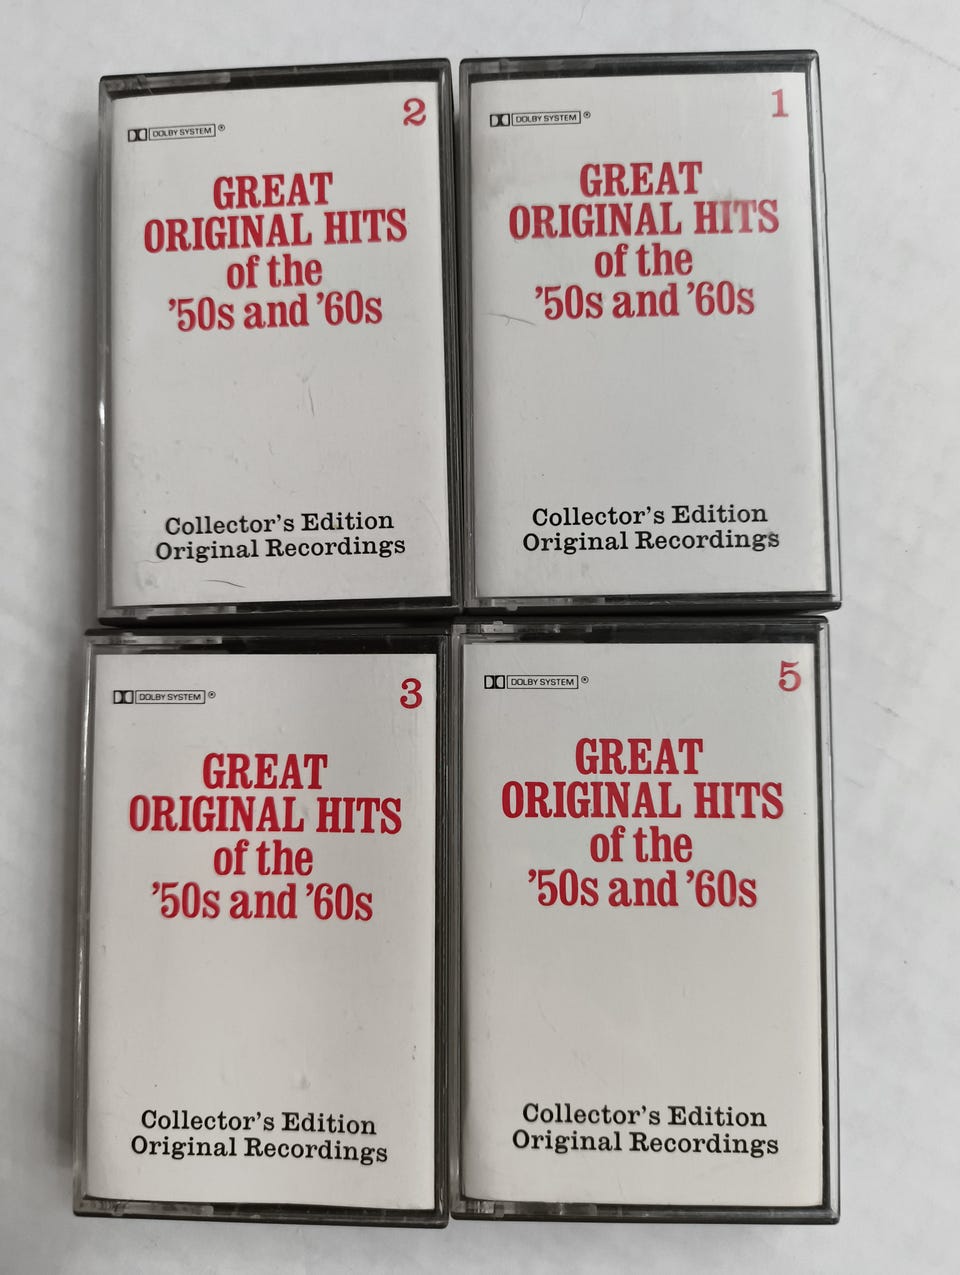 2
DOLBY SYSTEM ®
GREAT
ORIGINAL HITS
of the
'50s and '60s
Collector's Edition
Original Recordings
1
DOLBY SYSTEM ®
GREAT
ORIGINAL HITS
of the
'50s and '60s
Collector's Edition
Original Recordings
3
DOLBY SYSTEM ®
GREAT
ORIGINAL HITS
of the
'50s and '60s
Collector's Edition
Original Recordings
5
DOLBY SYSTEM ®
GREAT
ORIGINAL HITS
of the
'50s and '60s
Collector's Edition
Original Recordings